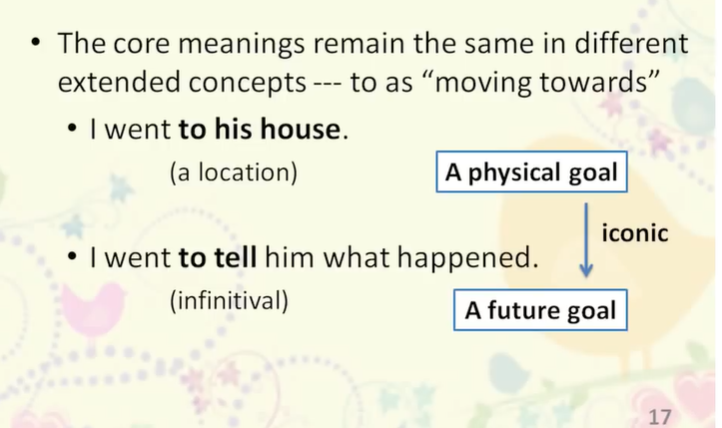 • The core meanings remain the same in different
extended concepts --- to as “moving towards”
• I went to his house.
(a location)
A physical goal
iconic
• I went to tell him what happened.
(infinitival)
A future goal
17